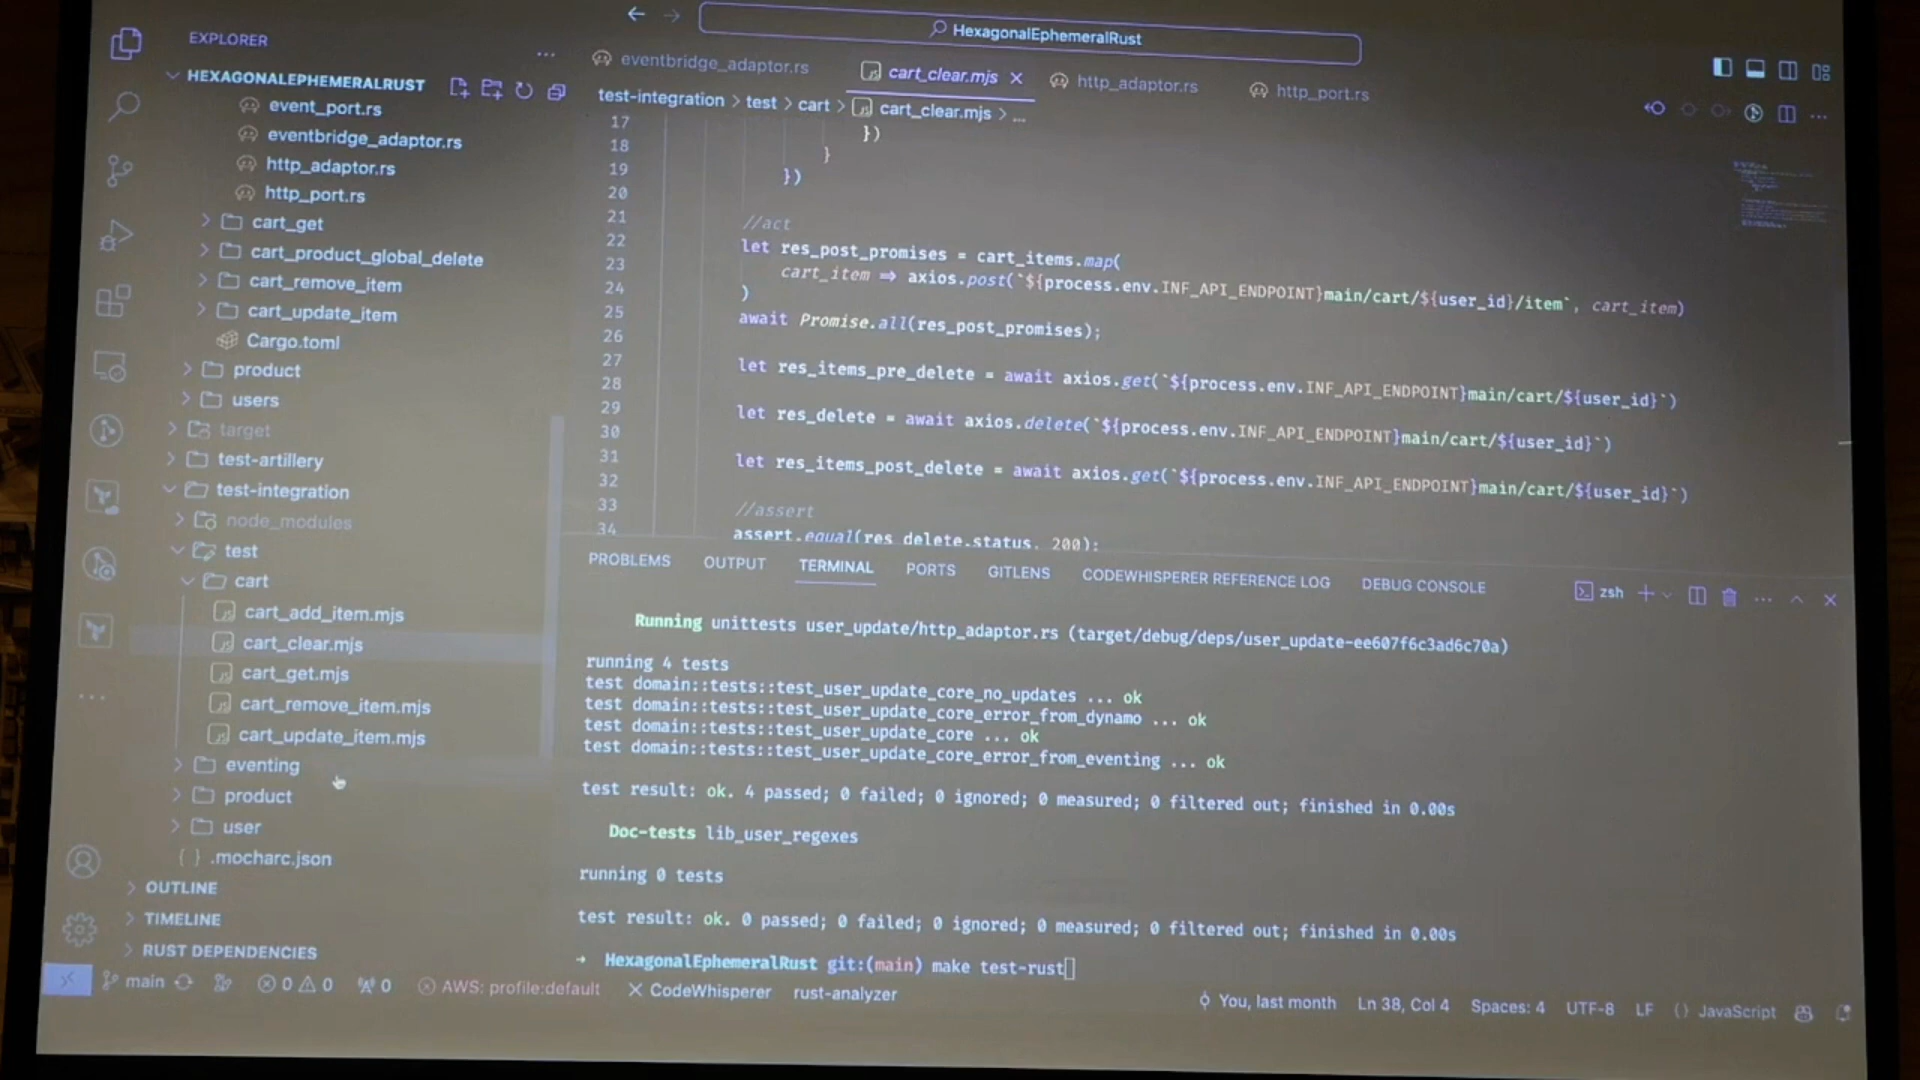 HexagonalEphemeralRust
EXPLORER
HEXAGONALEPHEMERALRUST
event_port.rs
eventbridge_adaptor.rs
http_adaptor.rs
http_port.rs
cart_get
cart_product_global_delete
cart_remove_item
cart_update_item
Cargo.toml
product
users
target
test-artillery
test-integration
node_modules
test
cart
cart_add_item.mjs
cart_clear.mjs
cart_get.mjs
cart_remove_item.mjs
cart_update_item.mjs
eventing
product
user
{ } .mocharc.json
OUTLINE
TIMELINE
RUST DEPENDENCIES
eventbridge_adaptor.rs cart_clear.mjs http_adaptor.rs http_port.rs
test-integration > test > cart > cart_clear.mjs > ...
17 })
18 }
19 })
20
21 //act
22 let res_post_promises = cart_items.map(
23 cart_item => axios.post(`${process.env.INF_API_ENDPOINT}main/cart/${user_id}/item`, cart_item)
24 )
25 await Promise.all(res_post_promises);
26
27 let res_items_pre_delete = await axios.get(`${process.env.INF_API_ENDPOINT}main/cart/${user_id}`)
28
29 let res_delete = await axios.delete(`${process.env.INF_API_ENDPOINT}main/cart/${user_id}`)
30
31 let res_items_post_delete = await axios.get(`${process.env.INF_API_ENDPOINT}main/cart/${user_id}`)
32
33 //assert
34 assert.equal(res_delete.status, 200);
PROBLEMS OUTPUT TERMINAL PORTS GITLENS CODEWHISPERER REFERENCE LOG DEBUG CONSOLE zsh
Running unittests user_update/http_adaptor.rs (target/debug/deps/user_update-ee607f6c3ad6c70a)
running 4 tests
test domain::tests::test_user_update_core_no_updates ... ok
test domain::tests::test_user_update_core_error_from_dynamo ... ok
test domain::tests::test_user_update_core ... ok
test domain::tests::test_user_update_core_error_from_eventing ... ok
test result: ok. 4 passed; 0 failed; 0 ignored; 0 measured; 0 filtered out; finished in 0.00s
Doc-tests lib_user_regexes
running 0 tests
test result: ok. 0 passed; 0 failed; 0 ignored; 0 measured; 0 filtered out; finished in 0.00s
→ HexagonalEphemeralRust git:(main) make test-rust
main 0 0 0 AWS: profile:default CodeWhisperer rust-analyzer You, last month Ln 38, Col 4 Spaces: 4 UTF-8 LF { } JavaScript